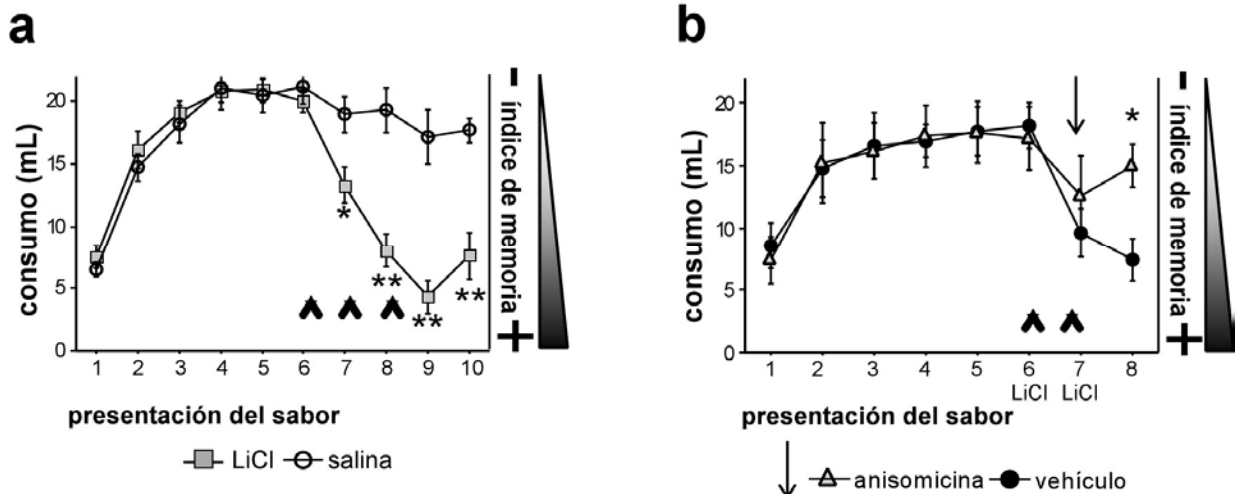 a
consumo (mL)
20
15
10
5
0
1 2 3 4 5 6 7 8 9 10
* ** ** **
- índice de memoria +
presentación del sabor
LiCl salina
b
consumo (mL)
20
15
10
5
0
1 2 3 4 5 6 7 8
LiCl LiCl
*
- índice de memoria +
presentación del sabor
anisomicina vehículo